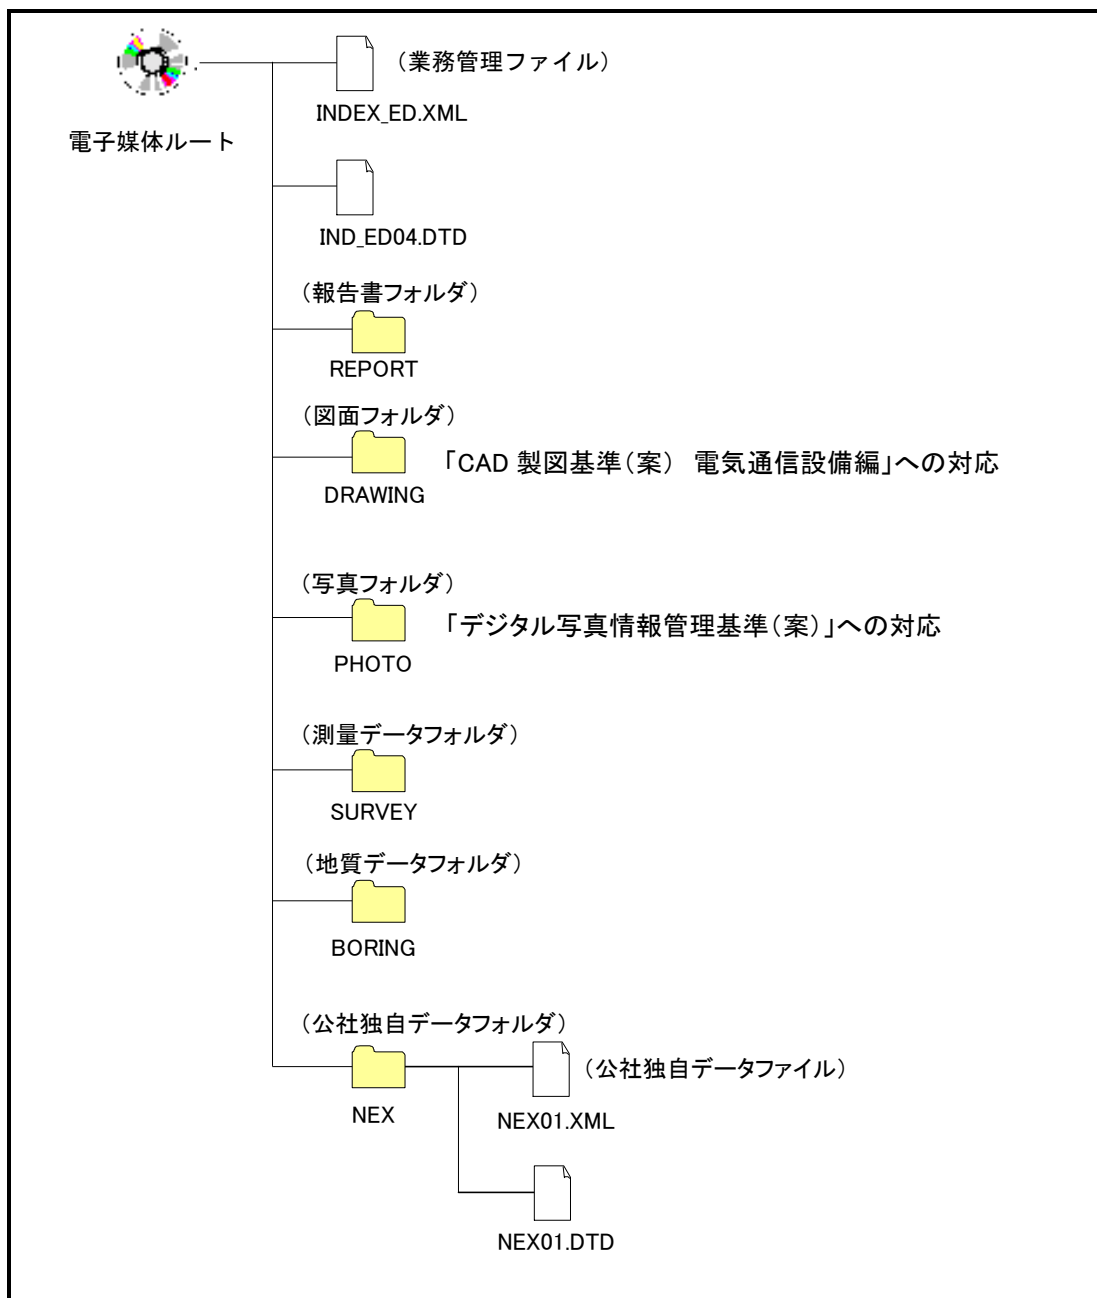 （業務管理ファイル）
INDEX_ED.XML
電子媒体ルート
IND_ED04.DTD
（報告書フォルダ）
REPORT
（図面フォルダ）
「CAD 製図基準（案）　電気通信設備編」への対応
DRAWING
（写真フォルダ）
「デジタル写真情報管理基準（案）」への対応
PHOTO
（測量データフォルダ）
SURVEY
（地質データフォルダ）
BORING
（公社独自データフォルダ）
（公社独自データファイル）
NEX
NEX01.XML
NEX01.DTD